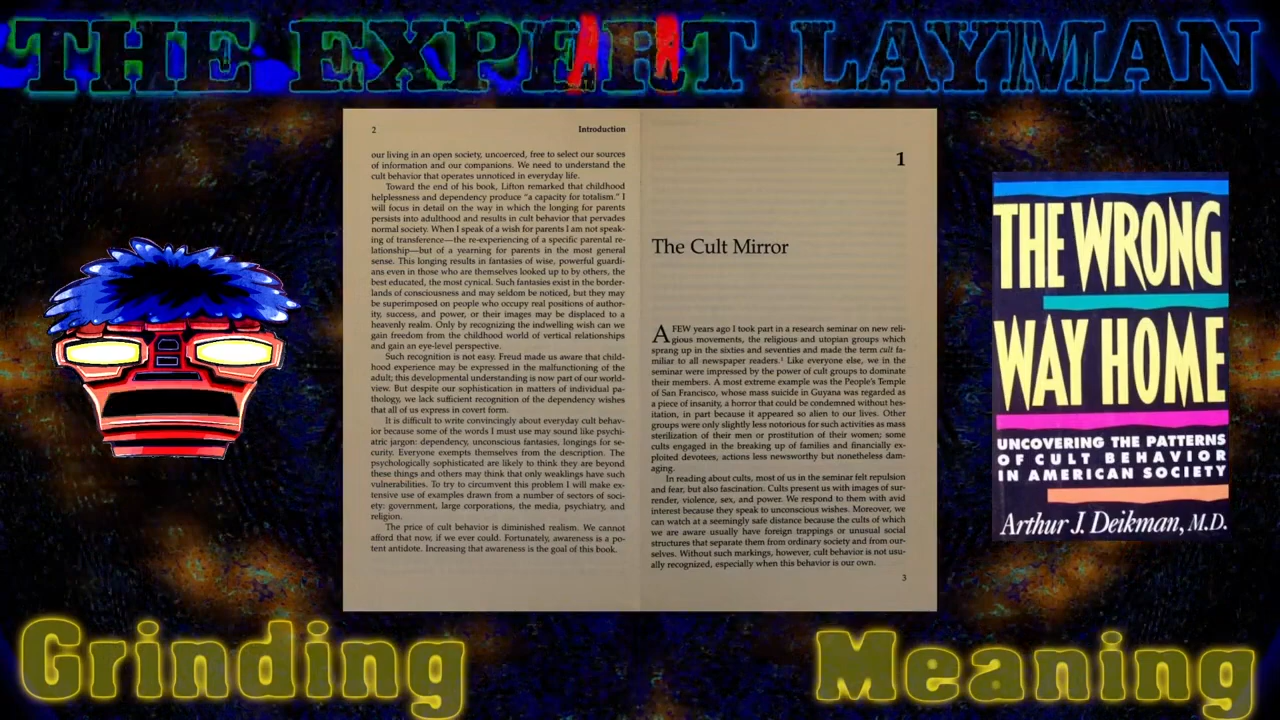 THE EXPERT LAYMAN
2 Introduction
our living in an open society, uncoerced, free to select our sources
of information and our companions. We need to understand the
cult behavior that operates unnoticed in everyday life.
Toward the end of his book, Lifton remarked that childhood
helplessness and dependency produce “a capacity for totalism.” I
will focus in detail on the way in which the longing for parents
persists into adulthood and results in cult behavior that pervades
normal society. When I speak of a wish for parents I am not speak-
ing of transference—the re-experiencing of a specific parental re-
lationship—but of a yearning for parents in the most general
sense. This longing results in fantasies of wise, powerful guardi-
ans even in those who are themselves looked up to by others, the
best educated, the most cynical. Such fantasies exist in the border-
lands of consciousness and may seldom be noticed, but they may
be superimposed on people who occupy real positions of author-
ity, success, and power, or their images may be displaced to a
heavenly realm. Only by recognizing the indwelling wish can we
gain freedom from the childhood world of vertical relationships
and gain an eye-level perspective.
Such recognition is not easy. Freud made us aware that child-
hood experience may be expressed in the malfunctioning of the
adult; this developmental understanding is now part of our world-
view. But despite our sophistication in matters of individual pa-
thology, we lack sufficient recognition of the dependency wishes
that all of us express in covert form.
It is difficult to write convincingly about everyday cult behav-
ior because some of the words I must use may sound like psychi-
atric jargon: dependency, unconscious fantasies, longings for se-
curity. Everyone exempts themselves from the description. The
psychologically sophisticated are likely to think they are beyond
these things and others may think that only weaklings have such
vulnerabilities. To try to circumvent this problem I will make ex-
tensive use of examples drawn from a number of sectors of soci-
ety: government, large corporations, the media, psychiatry, and
religion.
The price of cult behavior is diminished realism. We cannot
afford that now, if we ever could. Fortunately, awareness is a po-
tent antidote. Increasing that awareness is the goal of this book.
1
The Cult Mirror
A FEW years ago I took part in a research seminar on new reli-
gious movements, the religious and utopian groups which
sprang up in the sixties and seventies and made the term cult fa-
miliar to all newspaper readers.¹ Like everyone else, we in the
seminar were impressed by the power of cult groups to dominate
their members. A most extreme example was the People's Temple
of San Francisco, whose mass suicide in Guyana was regarded as
a piece of insanity, a horror that could be condemned without hes-
itation, in part because it appeared so alien to our lives. Other
groups were only slightly less notorious for such activities as mass
sterilization of their men or prostitution of their women; some
cults engaged in the breaking up of families and financially ex-
ploited devotees, actions less newsworthy but nonetheless dam-
aging.
In reading about cults, most of us in the seminar felt repulsion
and fear, but also fascination. Cults present us with images of sur-
render, violence, sex, and power. We respond to them with avid
interest because they speak to unconscious wishes. Moreover, we
can watch at a seemingly safe distance because the cults of which
we are aware usually have foreign trappings or unusual social
structures that separate them from ordinary society and from our-
selves. Without such markings, however, cult behavior is not usu-
ally recognized, especially when this behavior is our own.
3
THE WRONG
WAY HOME
UNCOVERING THE PATTERNS
OF CULT BEHAVIOR
IN AMERICAN SOCIETY
Arthur J. Deikman, M.D.
Grinding Meaning